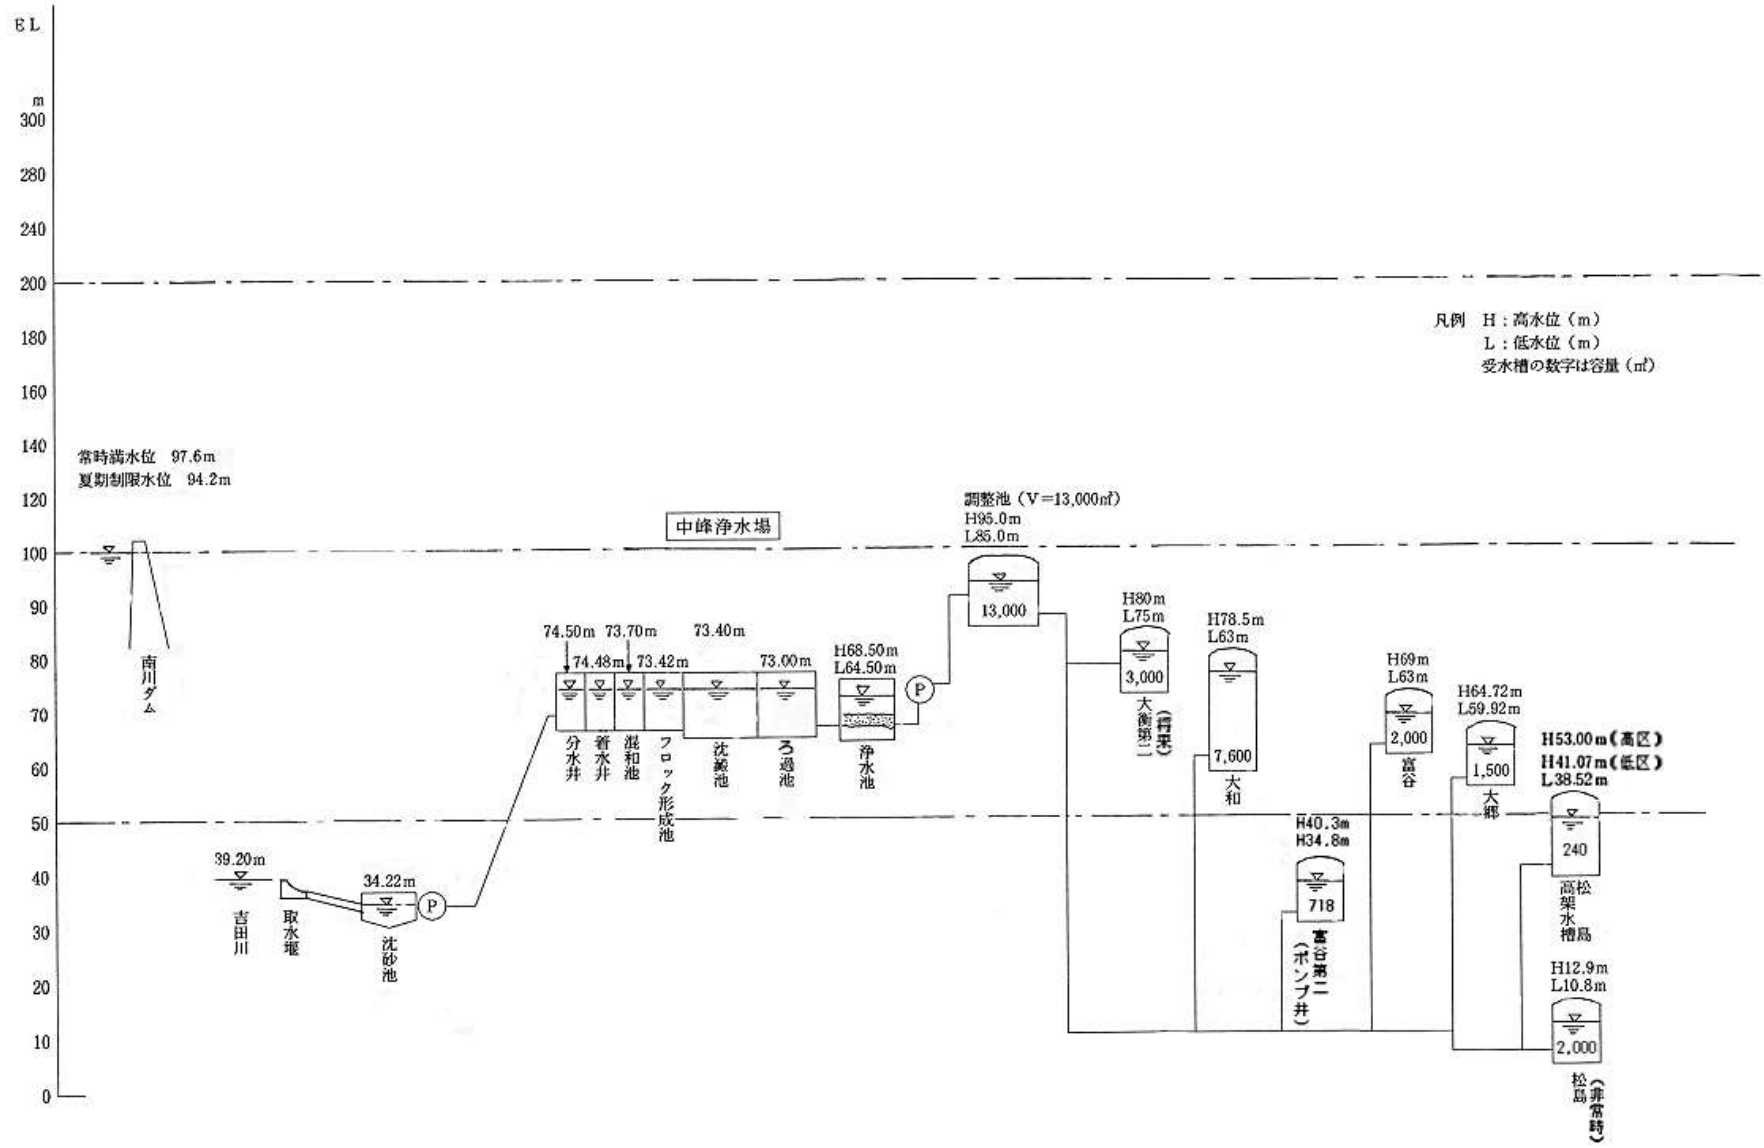 EL
m
300
280
240
200
180
160
140
120
100
90
80
70
60
50
40
30
20
10
0
凡例 H：高水位（m）
L：低水位（m）
受水槽の数字は容量（㎥）
常時満水位 97.6m
夏期制限水位 94.2m
南川ダム
39.20m
吉田川
取水堰
34.22m
沈砂池
P
中峰浄水場
74.50m
73.70m
73.40m
74.48m
73.42m
73.00m
分水井
着水井
混和池
フロック形成池
沈澱池
ろ過池
H68.50m
L64.50m
浄水池
P
調整池（V＝13,000㎥）
H95.0m
L85.0m
13,000
H80m
L75m
3,000
大衡第二
（将来）
H78.5m
L63m
7,600
大和
H40.3m
H34.8m
718
富谷第二
（ポンプ井）
H69m
L63m
2,000
富谷
H64.72m
L59.92m
1,500
大郷
H53.00m（高区）
H41.07m（低区）
L38.52m
240
松島
高架水槽
H12.9m
L10.8m
2,000
松島
（非常時）